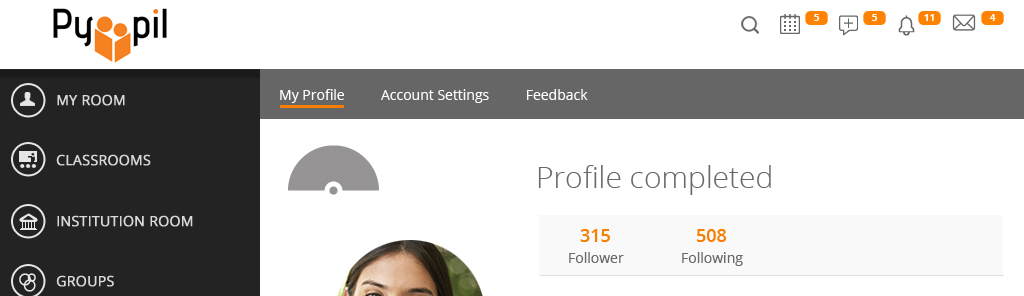 Pyoopil
5 5 11 4
My Profile Account Settings Feedback
MY ROOM
CLASSROOMS
INSTITUTION ROOM
GROUPS
Profile completed
315 508
Follower Following